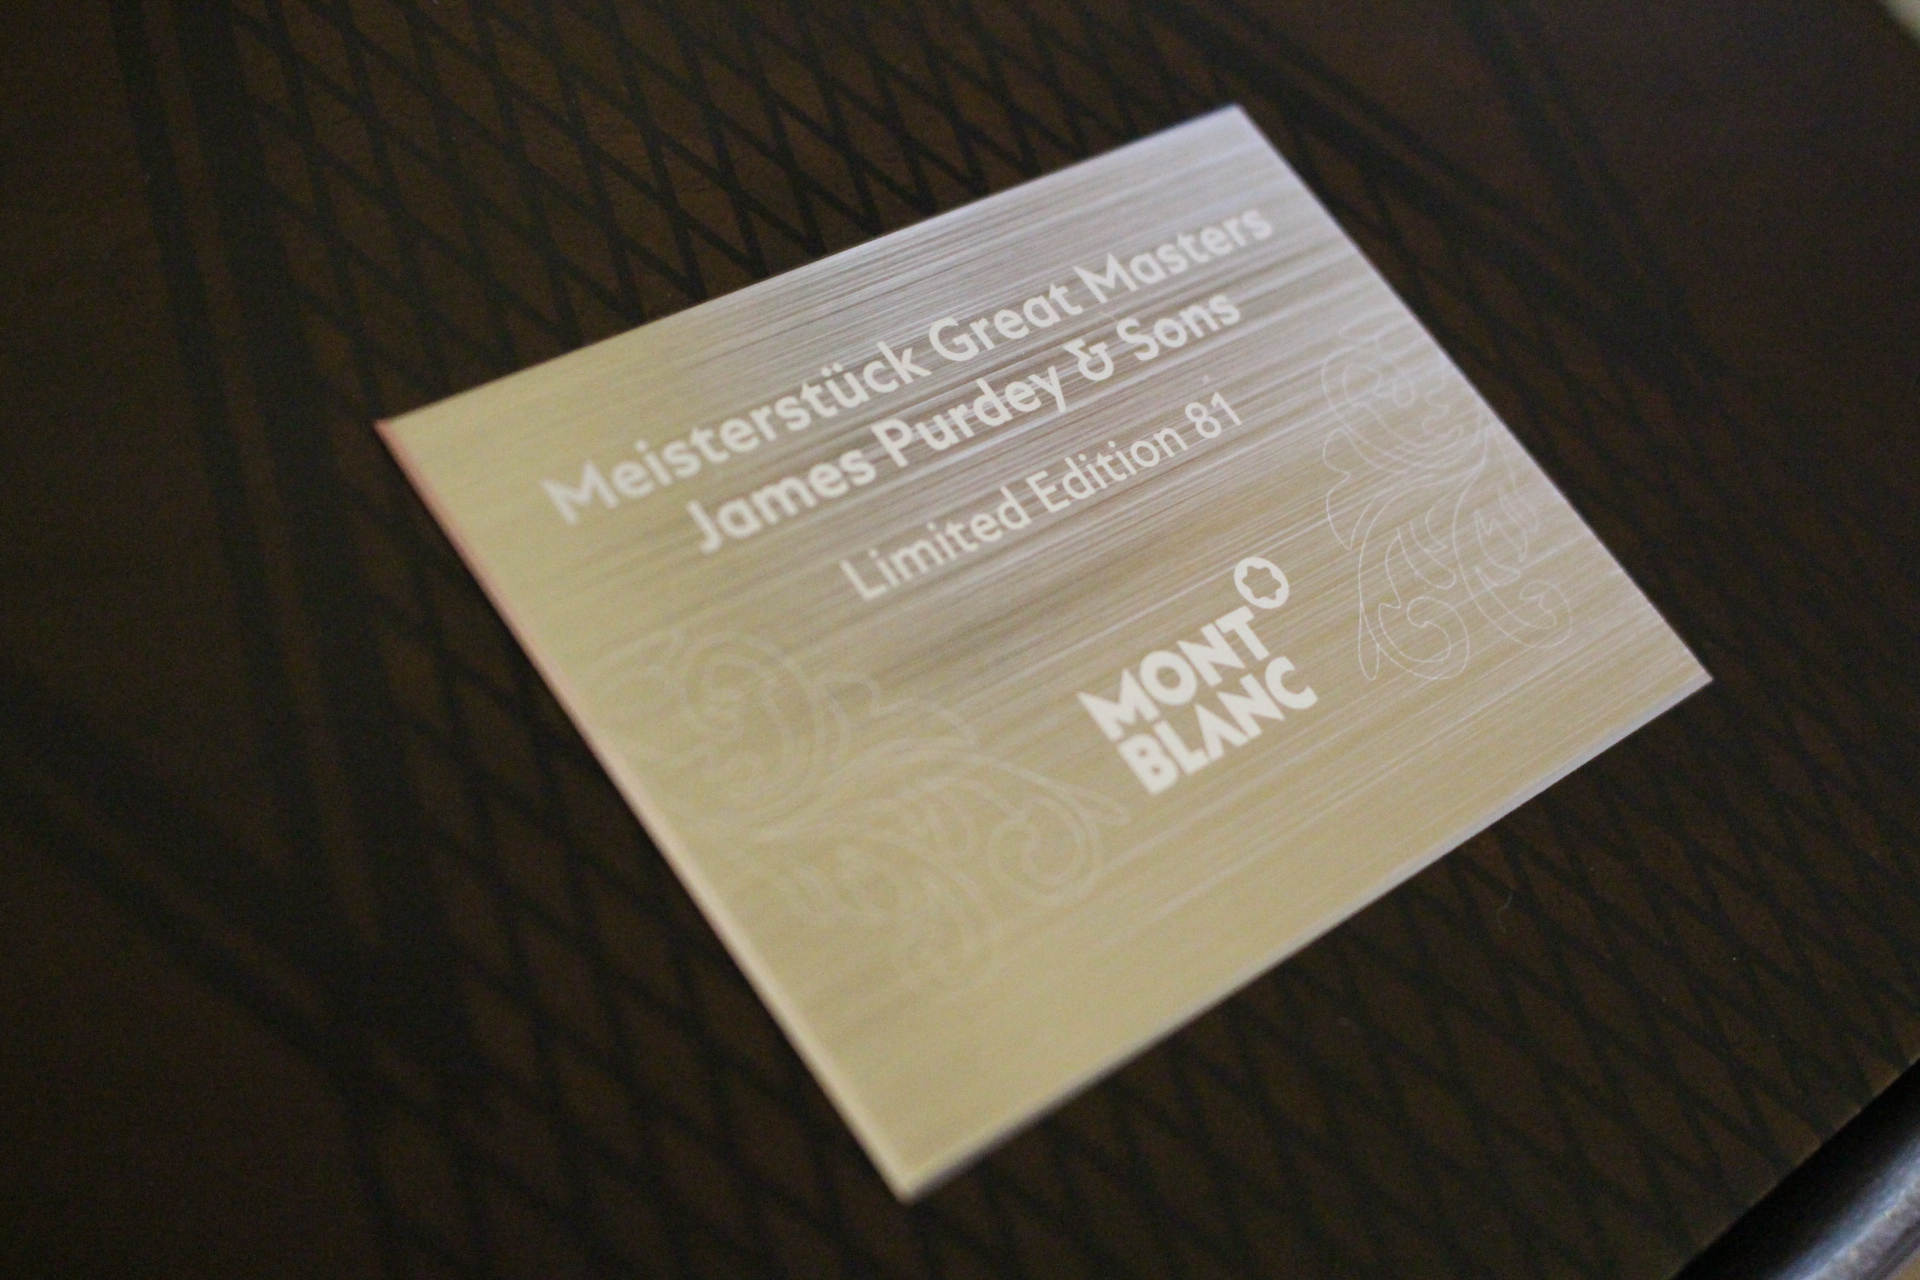 Meisterstück Great Masters
James Purdey & Sons
Limited Edition 81
MONT
BLANC